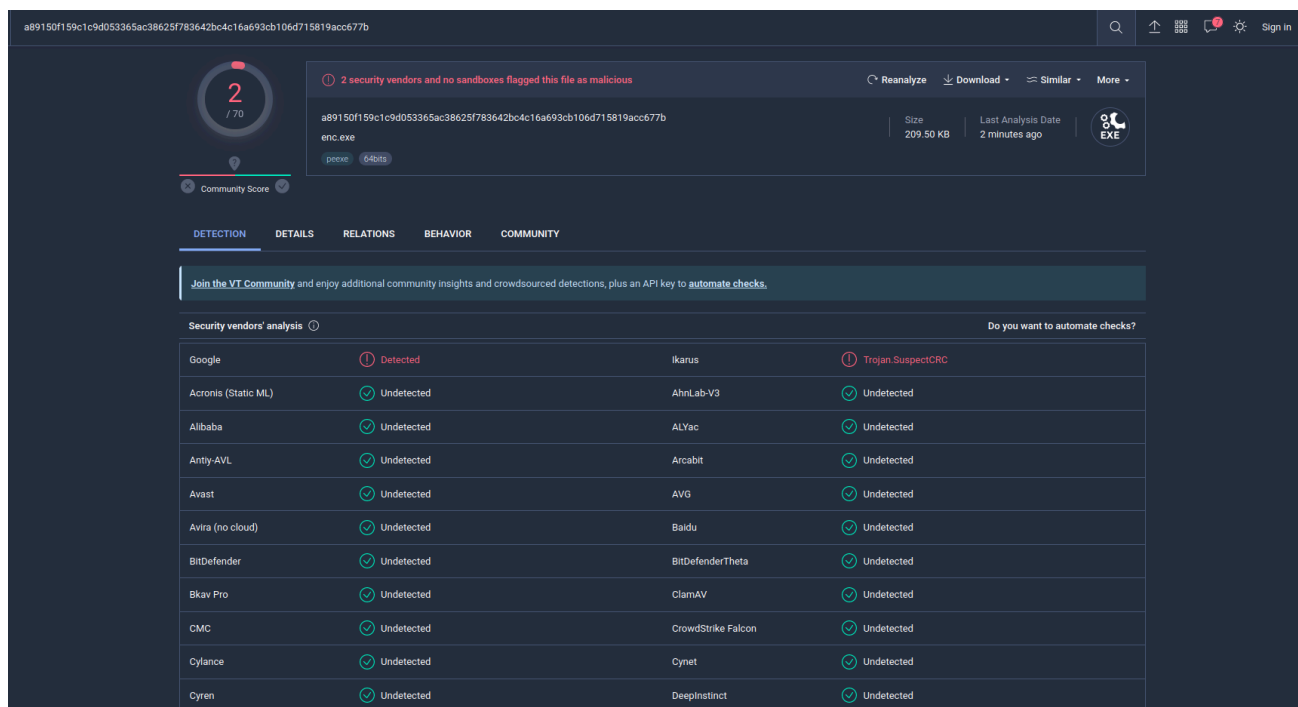 a89150f159c1c9d053365ac38625f783642bc4c16a693cb106d715819acc677b
7
Sign in
2
/ 70
2 security vendors and no sandboxes flagged this file as malicious
Reanalyze
Download
Similar
More
a89150f159c1c9d053365ac38625f783642bc4c16a693cb106d715819acc677b
enc.exe
peexe 64bits
Size
209.50 KB
Last Analysis Date
2 minutes ago
EXE
?
Community Score
DETECTION DETAILS RELATIONS BEHAVIOR COMMUNITY
Join the VT Community and enjoy additional community insights and crowdsourced detections, plus an API key to automate checks.
Security vendors' analysis Do you want to automate checks?
Google Detected Ikarus Trojan.SuspectCRC
Acronis (Static ML) Undetected AhnLab-V3 Undetected
Alibaba Undetected ALYac Undetected
Antiy-AVL Undetected Arcabit Undetected
Avast Undetected AVG Undetected
Avira (no cloud) Undetected Baidu Undetected
BitDefender Undetected BitDefenderTheta Undetected
Bkav Pro Undetected ClamAV Undetected
CMC Undetected CrowdStrike Falcon Undetected
Cylance Undetected Cynet Undetected
Cyren Undetected DeepInstinct Undetected